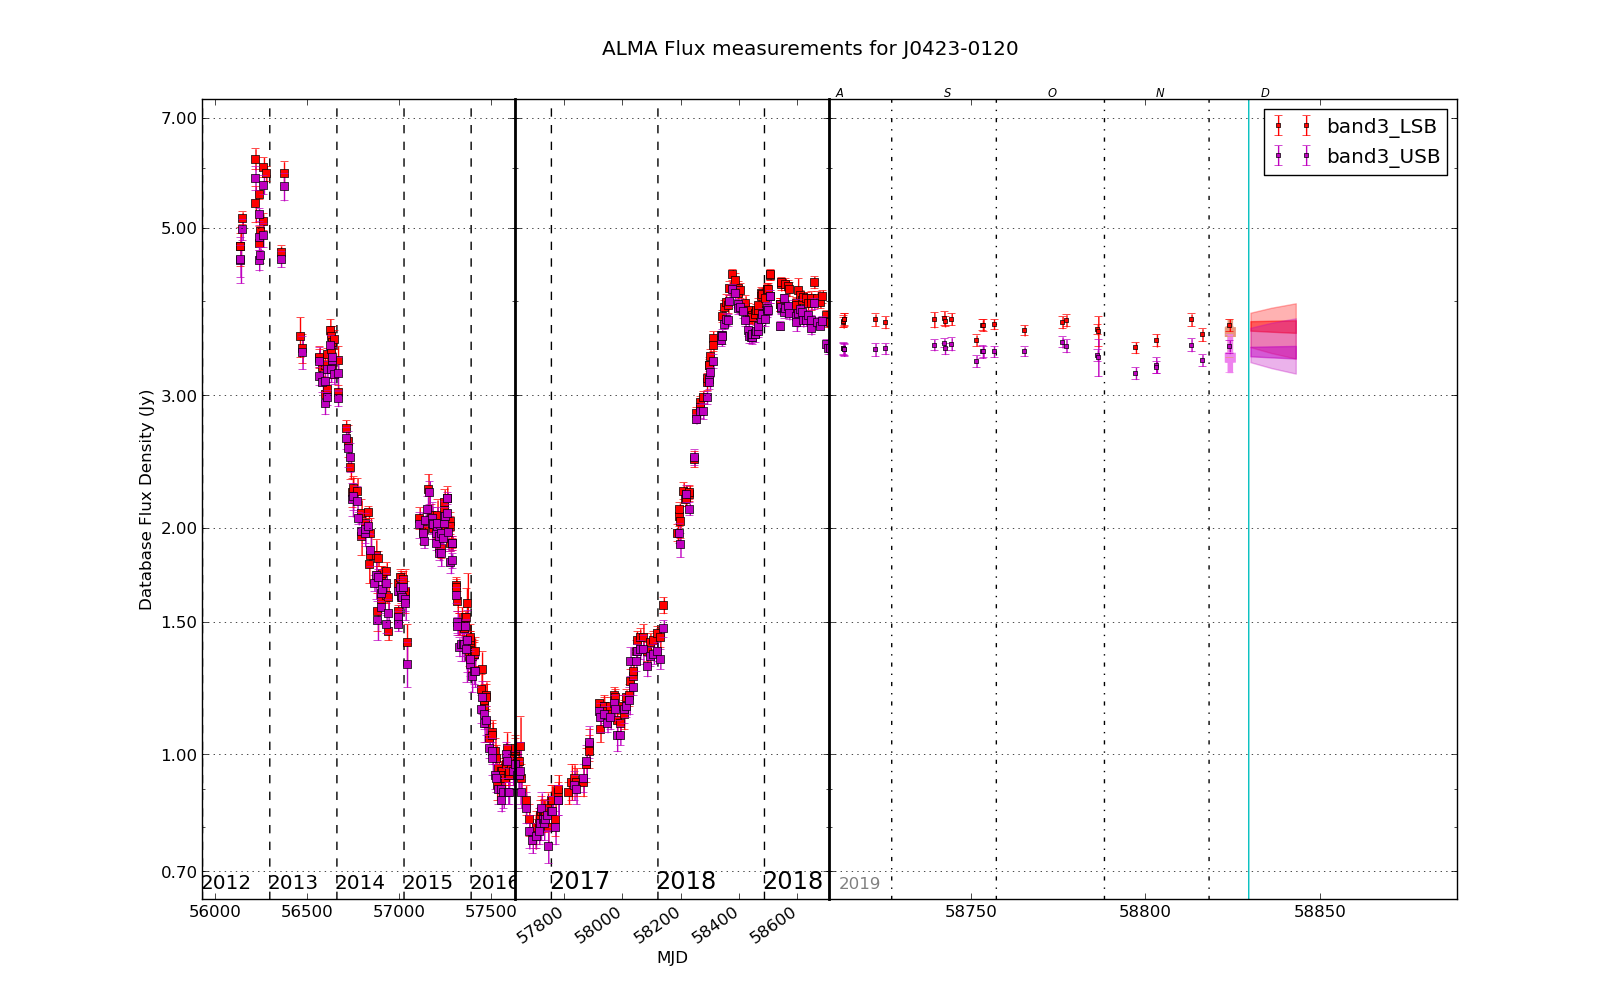 ALMA Flux measurements for J0423-0120
A S O N D
7.00
5.00
3.00
2.00
1.50
1.00
0.70
Database Flux Density (Jy)
band3_LSB
band3_USB
2012 2013 2014 2015 2016 2017 2018 2018 2019
56000 56500 57000 57500 57800 58000 58200 58400 58600 58750 58800 58850
MJD